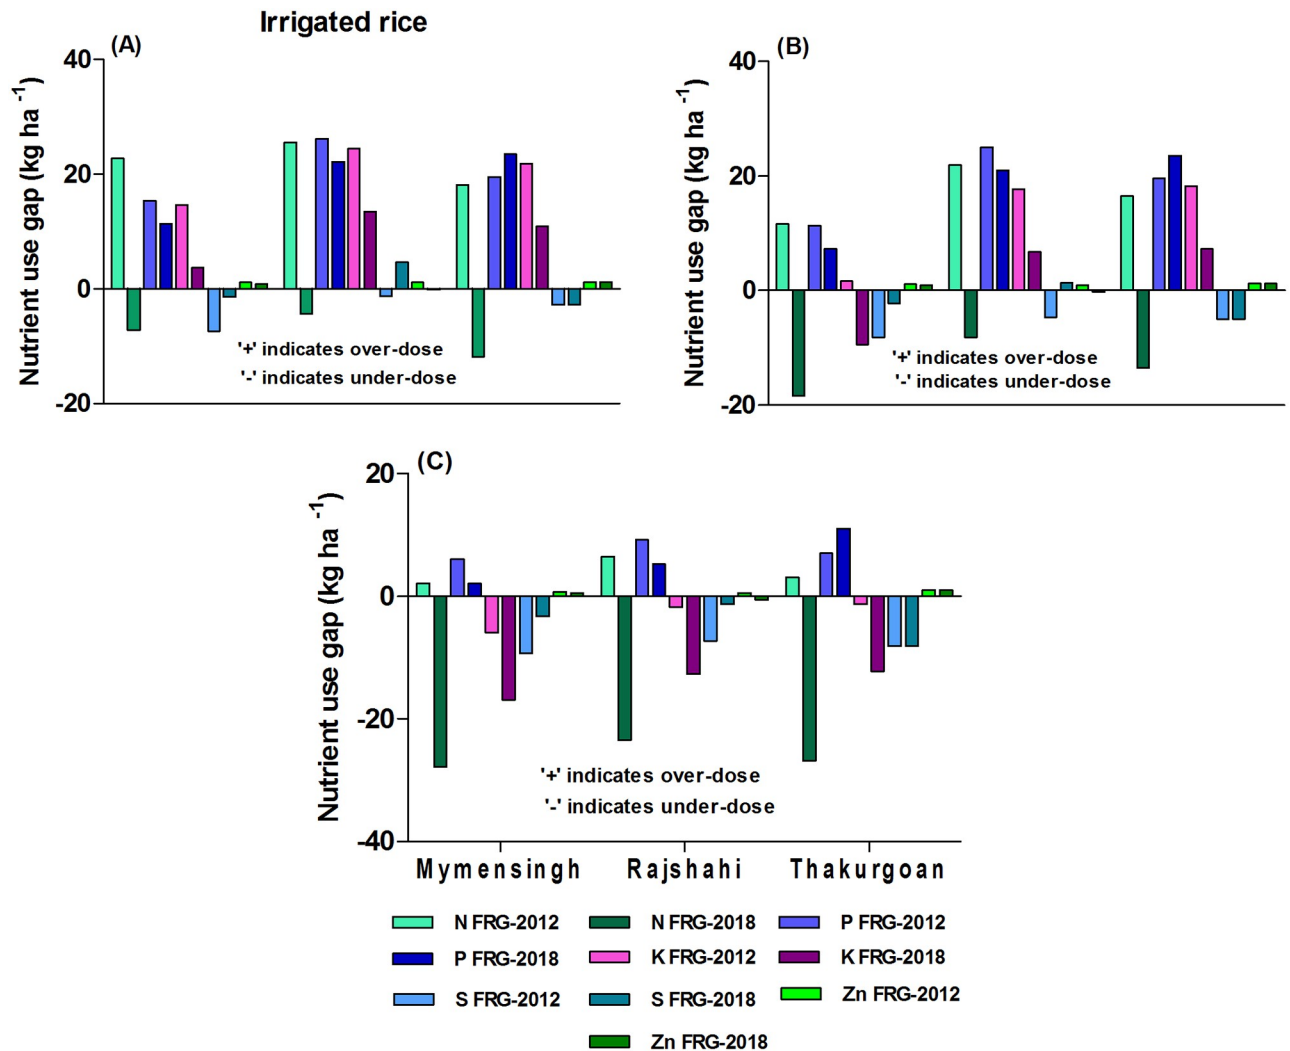 Irrigated rice
(A)
Nutrient use gap (kg ha -1)
40
20
0
-20
'+' indicates over-dose
'-' indicates under-dose
(B)
Nutrient use gap (kg ha -1)
40
20
0
-20
'+' indicates over-dose
'-' indicates under-dose
(C)
Nutrient use gap (kg ha -1)
20
0
-20
-40
'+' indicates over-dose
'-' indicates under-dose
Mymensingh Rajshahi Thakurgoan
N FRG-2012 N FRG-2018 P FRG-2012
P FRG-2018 K FRG-2012 K FRG-2018
S FRG-2012 S FRG-2018 Zn FRG-2012
Zn FRG-2018